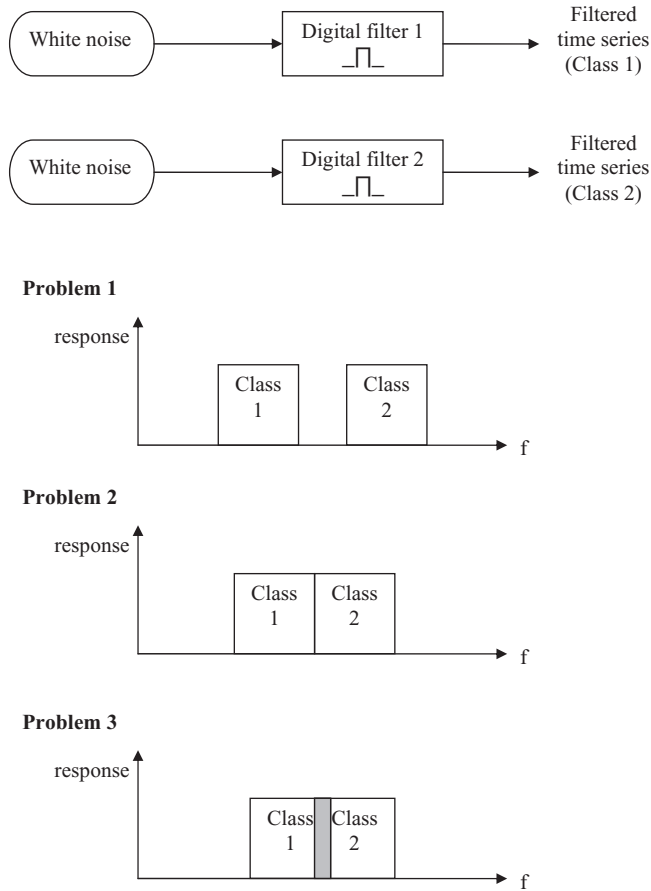 White noise
Digital filter 1
Filtered
time series
(Class 1)
White noise
Digital filter 2
Filtered
time series
(Class 2)
Problem 1
response
Class
1
Class
2
f
Problem 2
response
Class
1
Class
2
f
Problem 3
response
Class
1
Class
2
f